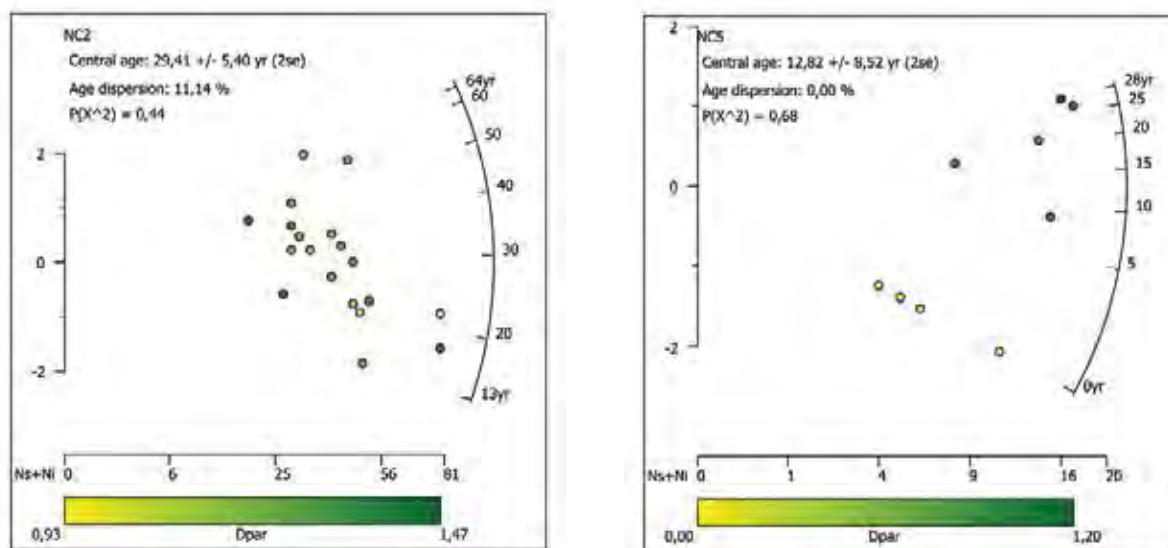 NC2
Central age: 29,41 +/- 5,40 yr (2se)
Age dispersion: 11,14 %
P(X^2) = 0,44
64yr
60
50
40
30
20
13yr
2
0
-2
Ns+Ni 0 6 25 56 81
0,93 Dpar 1,47
NC5
Central age: 12,82 +/- 8,52 yr (2se)
Age dispersion: 0,00 %
P(X^2) = 0,68
28yr
25
20
15
10
5
0yr
2
0
-2
Ns+Ni 0 1 4 9 16 20
0,00 Dpar 1,20